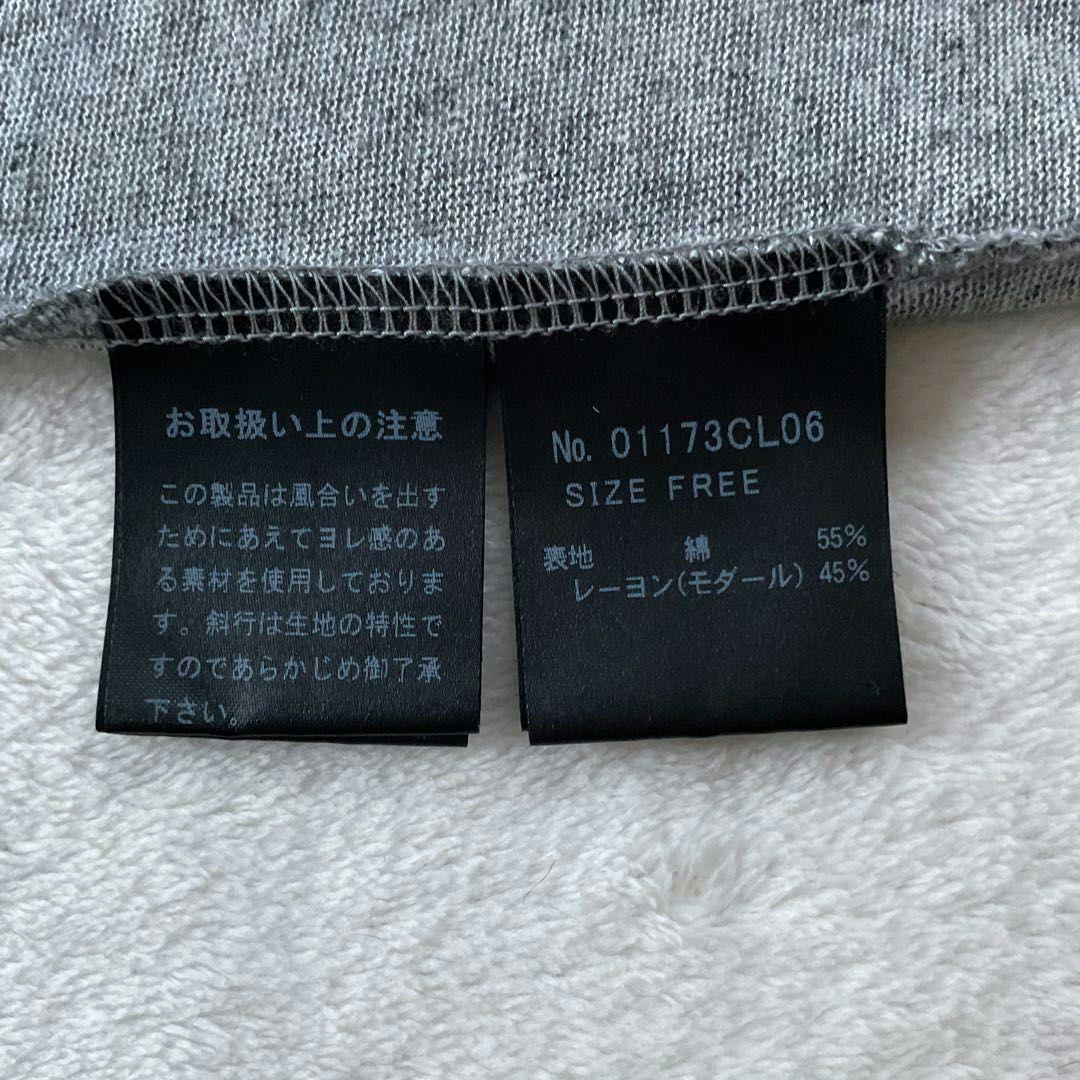 お取扱い上の注意
この製品は風合いを出す
ためにあえてヨレ感のあ
る素材を使用しておりま
す。斜行は生地の特性で
すのであらかじめ御了承
下さい。
No. 01173CL06
SIZE FREE
表地 綿 55%
レーヨン(モダール) 45%